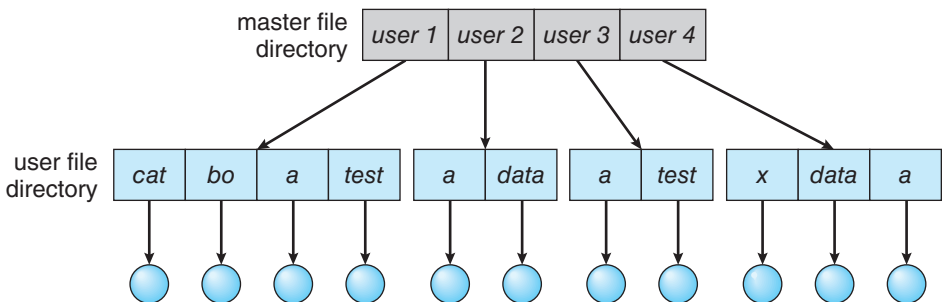 master file
directory
user 1 user 2 user 3 user 4
user file
directory
cat bo a test a data a test x data a